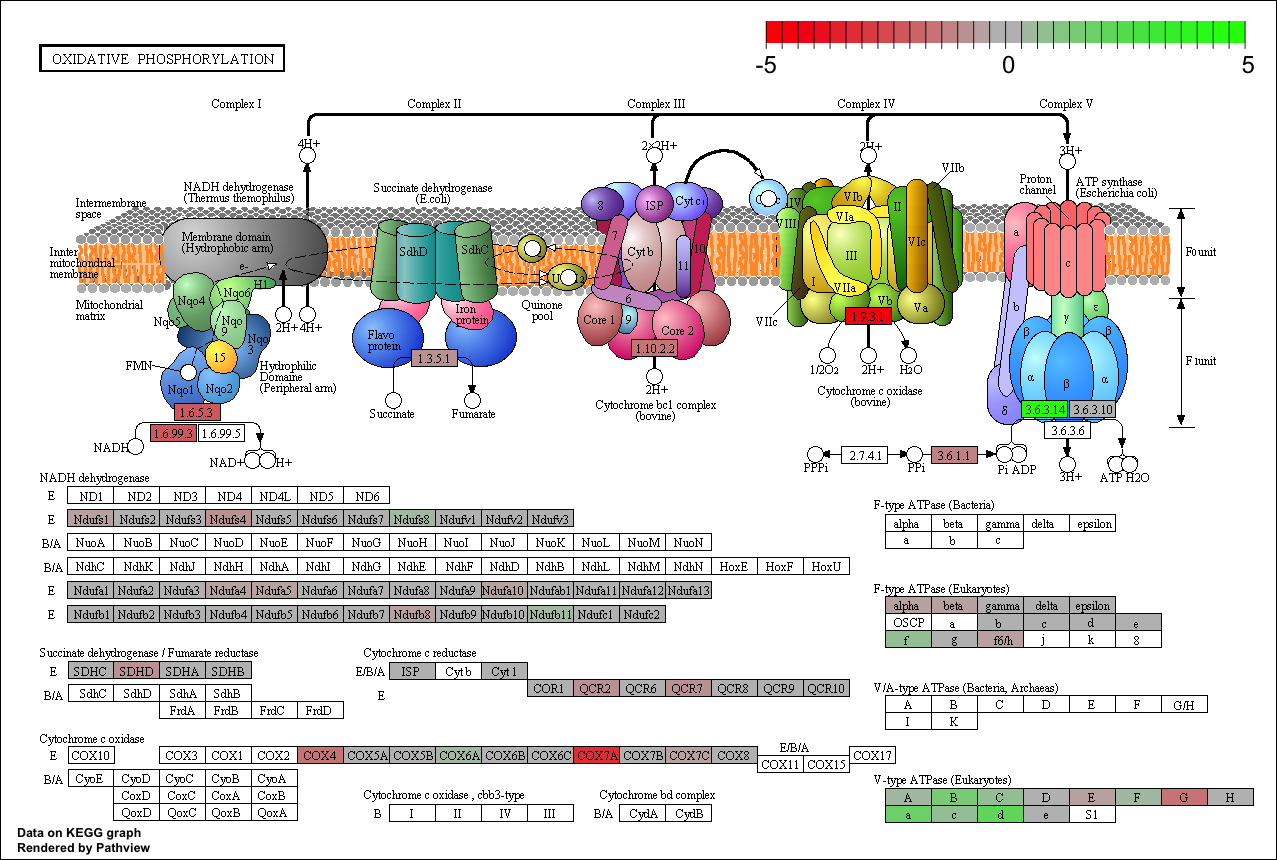 OXIDATIVE PHOSPHORYLATION
-5 0 5
Complex I Complex II Complex III Complex IV Complex V
4H+ 2×2H+ 2H+ 3H+
NADH dehydrogenase
(Thermus themophilus)
Succinate dehydrogenase
(E.coli)
VIIb
Proton
channel
ATP synthase
(Escherichia coli)
Intermembrane
space
Innter
mitochondrial
membrane
Mitochondrial
matrix
Membrane domain
(Hydrophobic arm)
e-
H1
Nqo4
Nqo6
Nqo5
Nqo
9
Nqo
3
15
Nqo1
Nqo2
FMN
2H+ 4H+
Hydrophilic
Domaine
(Peripheral arm)
1.6.5.3
1.6.99.3 1.6.99.5
NADH
NAD+ H+
SdhD SdhC
Flavo
protein
Iron
protein
1.3.5.1
Succinate Fumarate
Quinone
pool
8 ISP Cyt c1
7 Cyt b 10
11
6
Core 1 9 Core 2
1.10.2.2
2H+
Cytochrome bc1 complex
(bovine)
IV VIb II
VIII VIa VIc
III
I VIIa
Vb Va
VIIc
1.9.3.1
1/2O2 2H+ H2O
Cytochrome c oxidase
(bovine)
a c
b
γ ε
β β
α β α
δ
F0 unit
F1 unit
3.6.3.14 3.6.3.10
3.6.3.6
PPPi 2.7.4.1 PPi 3.6.1.1 Pi ADP
3H+
ATP H2O
NADH dehydrogenase
E ND1 ND2 ND3 ND4 ND4L ND5 ND6
E Ndufs1 Ndufs2 Ndufs3 Ndufs4 Ndufs5 Ndufs6 Ndufs7 Ndufs8 Ndufv1 Ndufv2 Ndufv3
B/A NuoA NuoB NuoC NuoD NuoE NuoF NuoG NuoH NuoI NuoJ NuoK NuoL NuoM NuoN
B/A NdhC NdhK NdhJ NdhH NdhA NdhI NdhG NdhE NdhF NdhD NdhB NdhL NdhM NdhN HoxE HoxF HoxU
E Ndufa1 Ndufa2 Ndufa3 Ndufa4 Ndufa5 Ndufa6 Ndufa7 Ndufa8 Ndufa9 Ndufa10 Ndufab1 Ndufa11 Ndufa12 Ndufa13
E Ndufb1 Ndufb2 Ndufb3 Ndufb4 Ndufb5 Ndufb6 Ndufb7 Ndufb8 Ndufb9 Ndufb10 Ndufb11 Ndufc1 Ndufc2
Succinate dehydrogenase / Fumarate reductase
E SDHC SDHD SDHA SDHB
B/A SdhC SdhD SdhA SdhB
FrdA FrdB FrdC FrdD
Cytochrome c reductase
E/B/A ISP Cyt b Cyt 1
E COR1 QCR2 QCR6 QCR7 QCR8 QCR9 QCR10
Cytochrome c oxidase
E COX10 COX3 COX1 COX2 COX4 COX5A COX5B COX6A COX6B COX6C COX7A COX7B COX7C COX8
E/B/A
COX11 COX15
COX17
B/A CyoE CyoD CyoC CyoB CyoA
CoxD CoxC CoxA CoxB
QoxD QoxC QoxB QoxA
Cytochrome c oxidase , cbb3-type
B I II IV III
Cytochrome bd complex
B/A CydA CydB
F-type ATPase (Bacteria)
alpha beta gamma delta epsilon
a b c
F-type ATPase (Eukaryotes)
alpha beta gamma delta epsilon
OSCP a b c d e
f g f6/h j k 8
V/A-type ATPase (Bacteria, Archaeas)
A B C D E F G/H
I K
V-type ATPase (Eukaryotes)
A B C D E F G H
a c d e S1
Data on KEGG graph
Rendered by Pathview